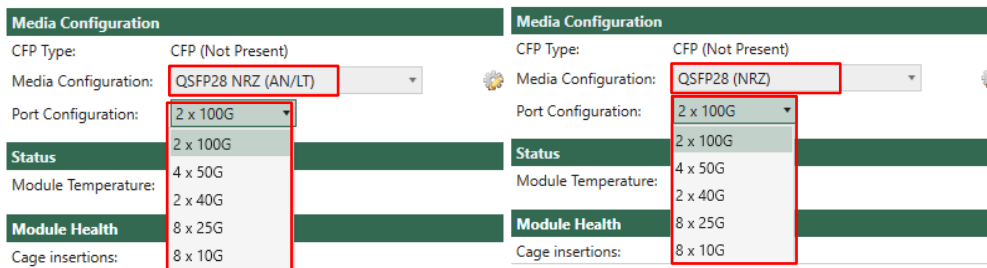 Media Configuration
CFP Type: CFP (Not Present)
Media Configuration: QSFP28 NRZ (AN/LT)
Port Configuration: 2 x 100G
2 x 100G
Status
4 x 50G
Module Temperature:
2 x 40G
Module Health
8 x 25G
Cage insertions:
8 x 10G
Media Configuration
CFP Type: CFP (Not Present)
Media Configuration: QSFP28 (NRZ)
Port Configuration: 2 x 100G
2 x 100G
Status
4 x 50G
Module Temperature:
2 x 40G
Module Health
8 x 25G
Cage insertions:
8 x 10G